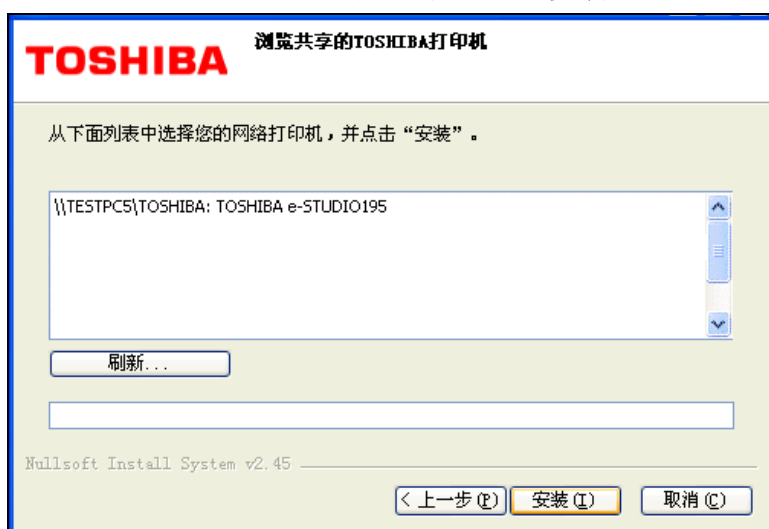 浏览共享的TOSHIBA打印机
TOSHIBA
从下面列表中选择您的网络打印机，并点击“安装”。
\\TESTPC5\TOSHIBA: TOSHIBA e-STUDIO195
刷新...
Nullsoft Install System v2.45
< 上一步(P) 安装(I) 取消(C)